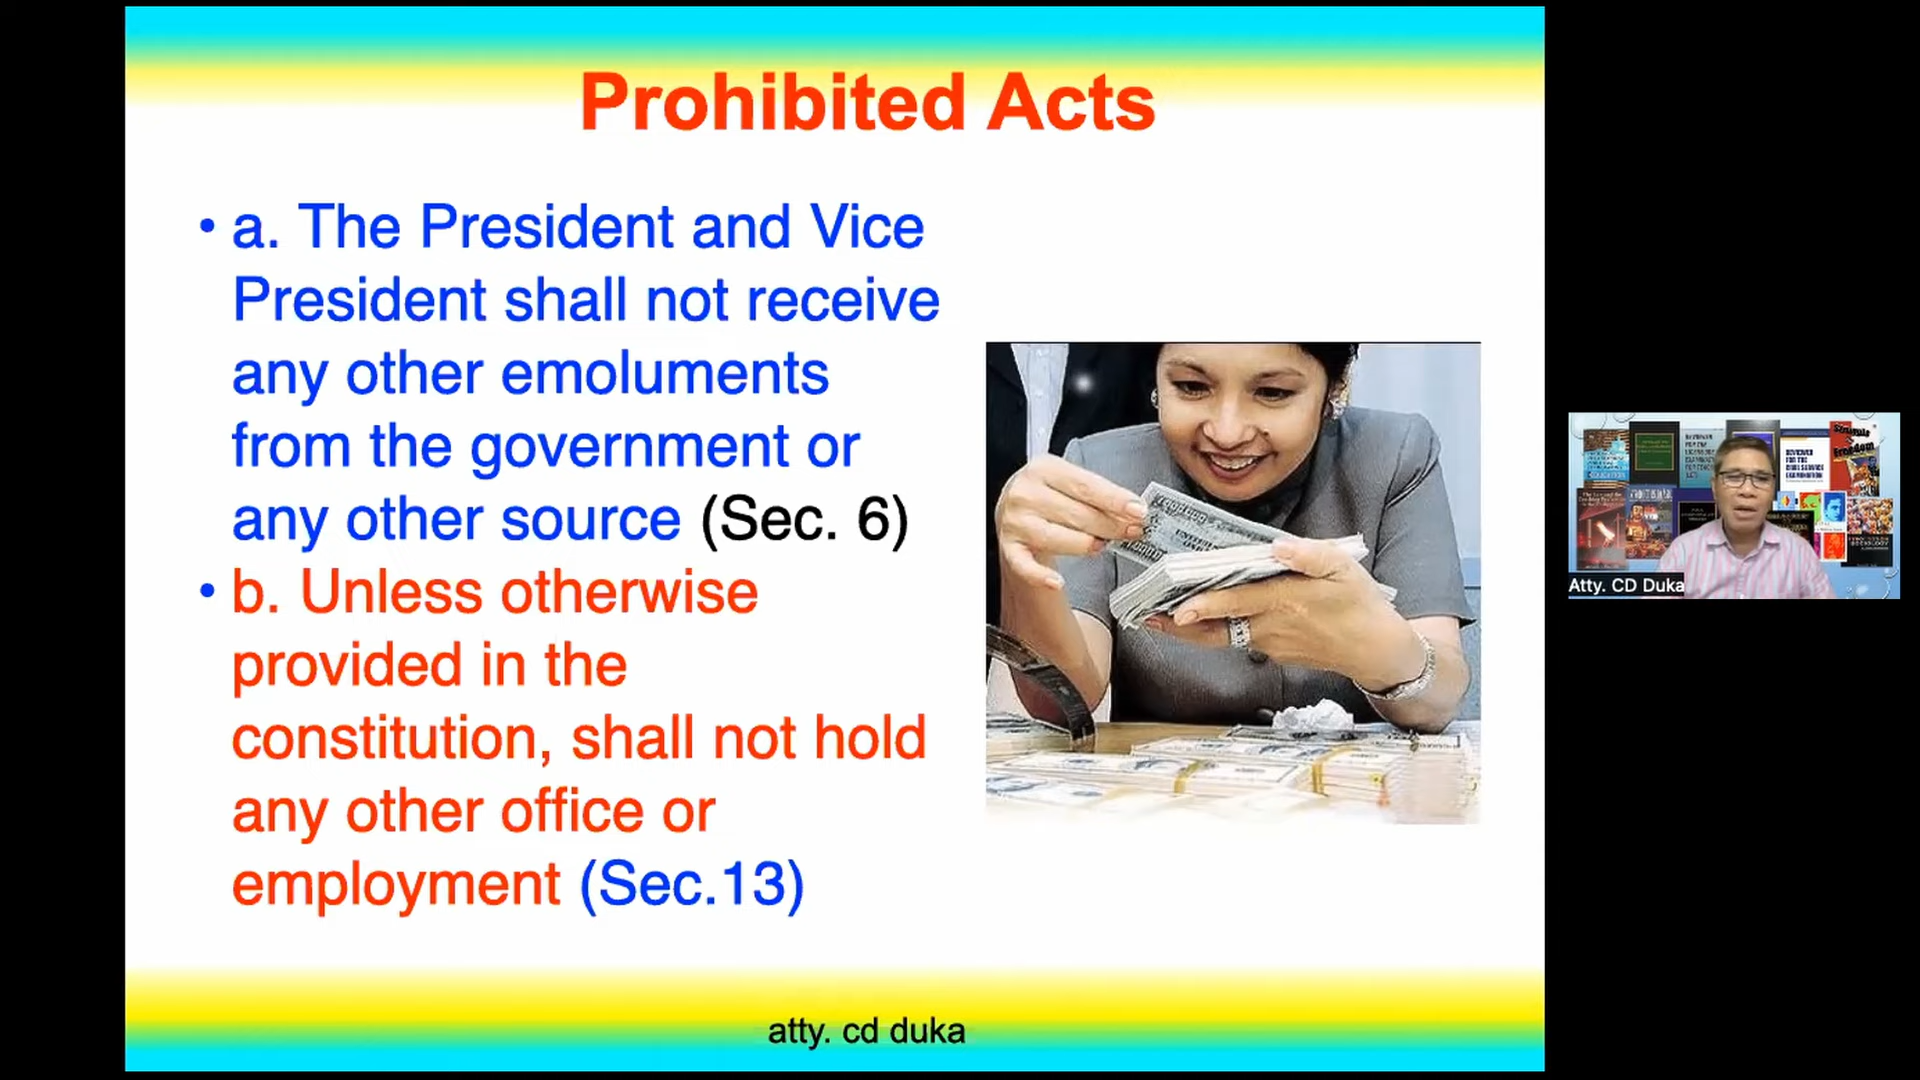 Prohibited Acts
• a. The President and Vice
President shall not receive
any other emoluments
from the government or
any other source (Sec. 6)
• b. Unless otherwise
provided in the
constitution, shall not hold
any other office or
employment (Sec.13)
atty. cd duka
Atty. CD Duka